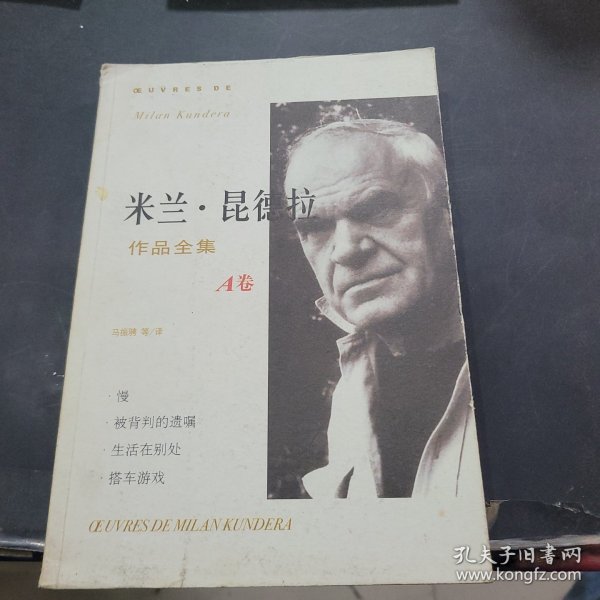 ŒUVRES DE
Milan Kundera
米兰·昆德拉
作品全集
A卷
马振骋 等/译
·慢
·被背判的遗嘱
·生活在别处
·搭车游戏
ŒUVRES DE MILAN KUNDERA
孔夫子旧书网
www.kongfz.com